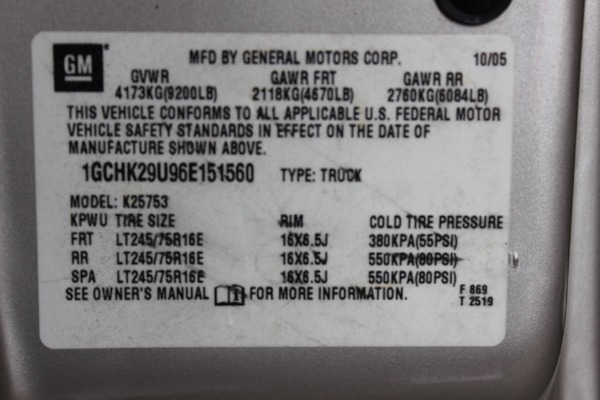 GM
MFD BY GENERAL MOTORS CORP. 10/05
GVWR GAWR FRT GAWR RR
4173KG(9200LB) 2118KG(4670LB) 2760KG(6084LB)
THIS VEHICLE CONFORMS TO ALL APPLICABLE U.S. FEDERAL MOTOR
VEHICLE SAFETY STANDARDS IN EFFECT ON THE DATE OF
MANUFACTURE SHOWN ABOVE.
1GCHK29U96E151560 TYPE: TRUCK
MODEL: K25753
KPWU TIRE SIZE RIM COLD TIRE PRESSURE
FRT LT245/75R16E 16X6.5J 380KPA(55PSI)
RR LT245/75R16E 16X6.5J 550KPA(80PSI)
SPA LT245/75R16E 16X6.5J 550KPA(80PSI)
SEE OWNER'S MANUAL FOR MORE INFORMATION. F 869
T 2519